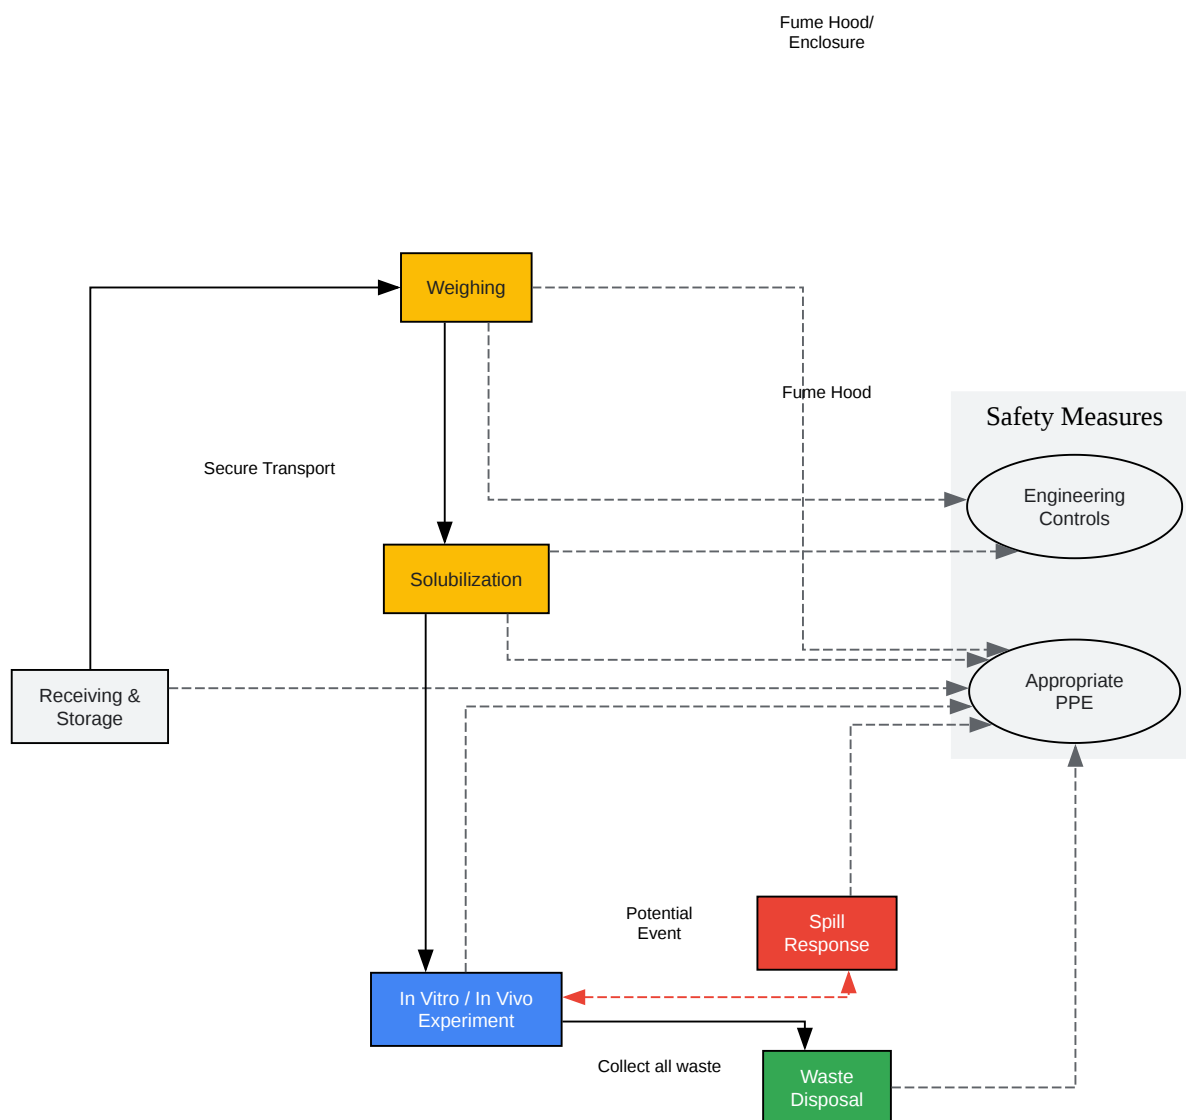 Fume Hood/
Enclosure
Weighing
Fume Hood
Safety Measures
Secure Transport
Engineering
Controls
Solubilization
Receiving &
Storage
Appropriate
PPE
Potential
Event
Spill
Response
In Vitro / In Vivo
Experiment
Collect all waste
Waste
Disposal